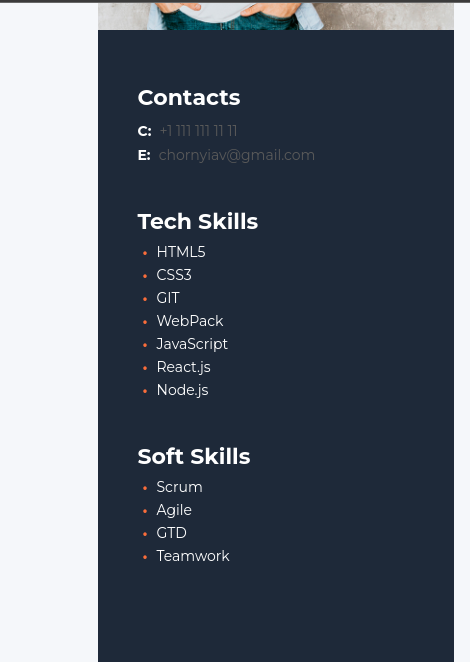 Contacts
C: +1 111 111 11 11
E: chornyiav@gmail.com
Tech Skills
• HTML5
• CSS3
• GIT
• WebPack
• JavaScript
• React.js
• Node.js
Soft Skills
• Scrum
• Agile
• GTD
• Teamwork